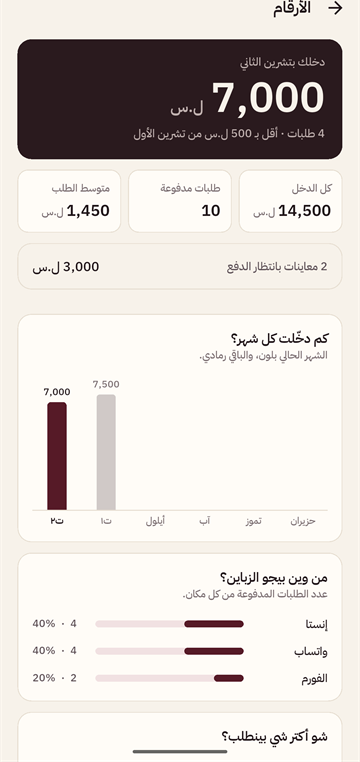 الأرقام →
دخلك بتشرين الثاني
7,000 ل.س
4 طلبات · أقل بـ 500 ل.س من تشرين الأول
كل الدخل
14,500 ل.س
طلبات مدفوعة
10
متوسط الطلب
1,450 ل.س
2 معاينات بانتظار الدفع
3,000 ل.س
كم دخّلت كل شهر؟
الشهر الحالي بلون، والباقي رمادي.
7,500
7,000
حزيران
تموز
آب
أيلول
ت١
ت٢
من وين بيجو الزباين؟
عدد الطلبات المدفوعة من كل مكان.
إنستا 4 · 40%
واتساب 4 · 40%
الفورم 2 · 20%
شو أكتر شي بينطلب؟